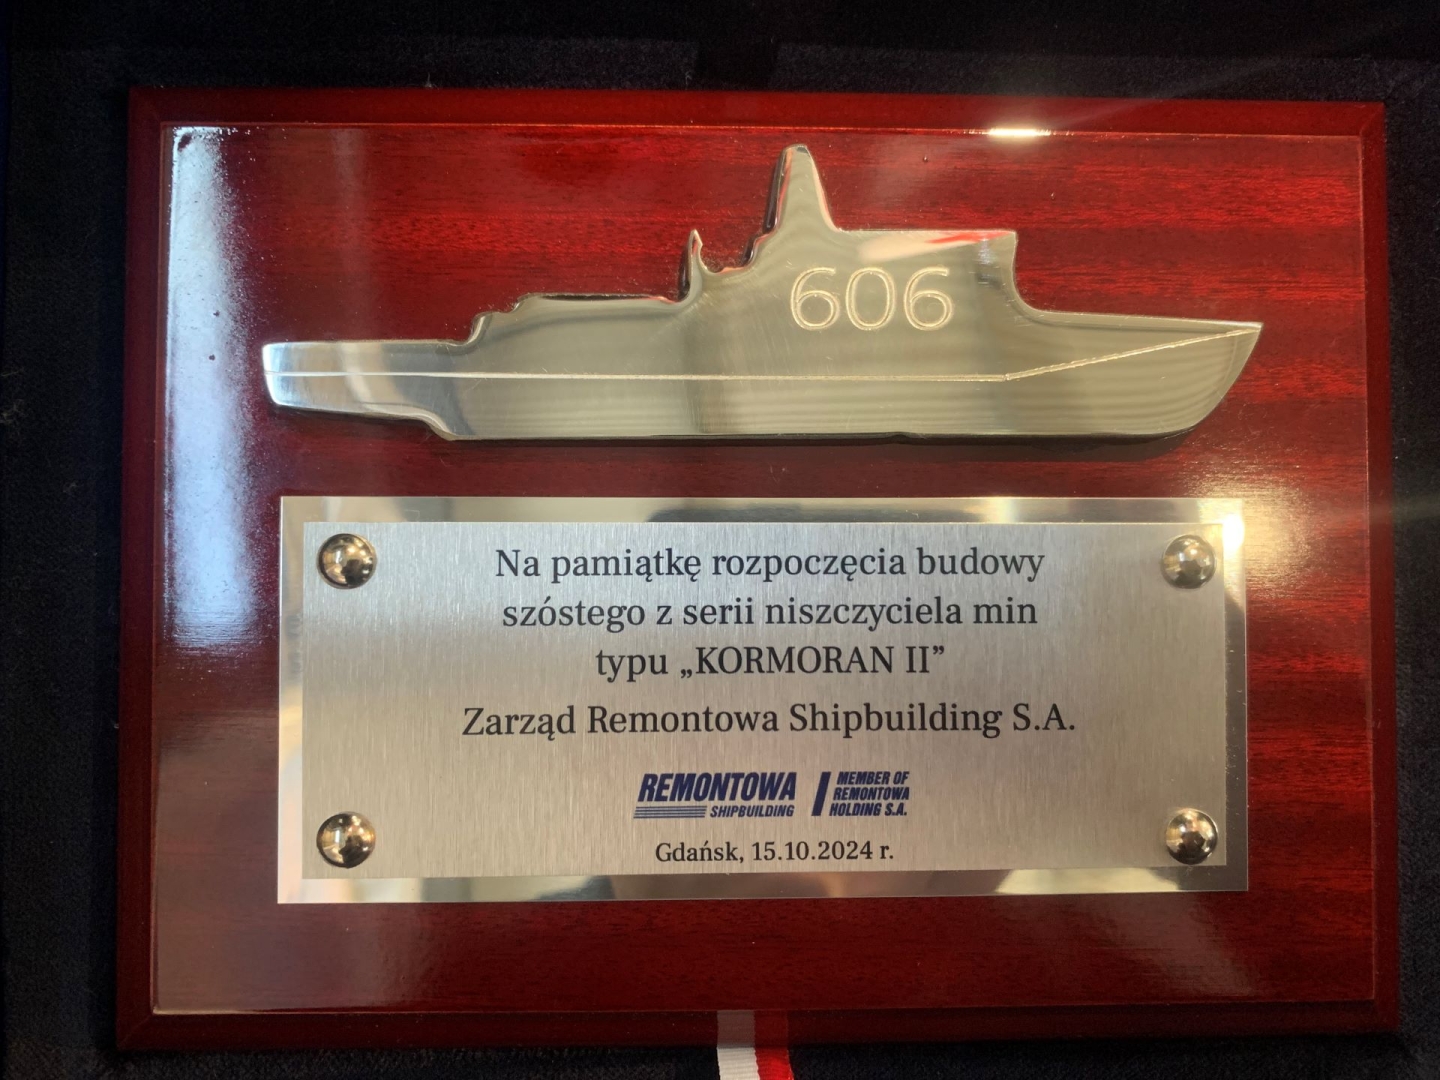 606
Na pamiątkę rozpoczęcia budowy
szóstego z serii niszczyciela min
typu „KORMORAN II”
Zarząd Remontowa Shipbuilding S.A.
REMONTOWA
SHIPBUILDING
MEMBER OF
REMONTOWA
HOLDING S.A.
Gdańsk, 15.10.2024 r.